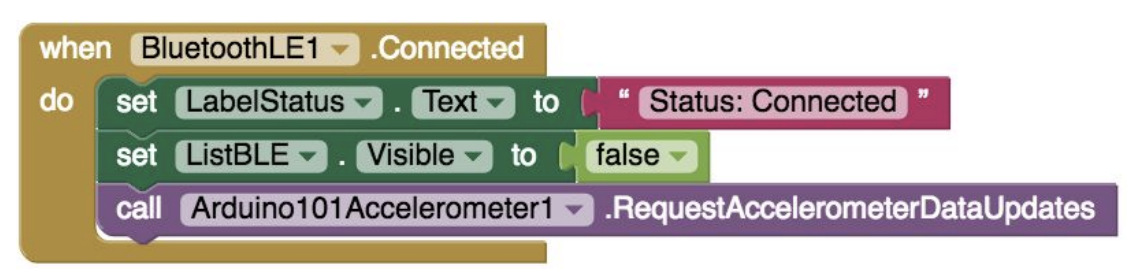 when BluetoothLE1 .Connected
do set LabelStatus . Text to “ Status: Connected ”
set ListBLE . Visible to false
call Arduino101Accelerometer1 .RequestAccelerometerDataUpdates